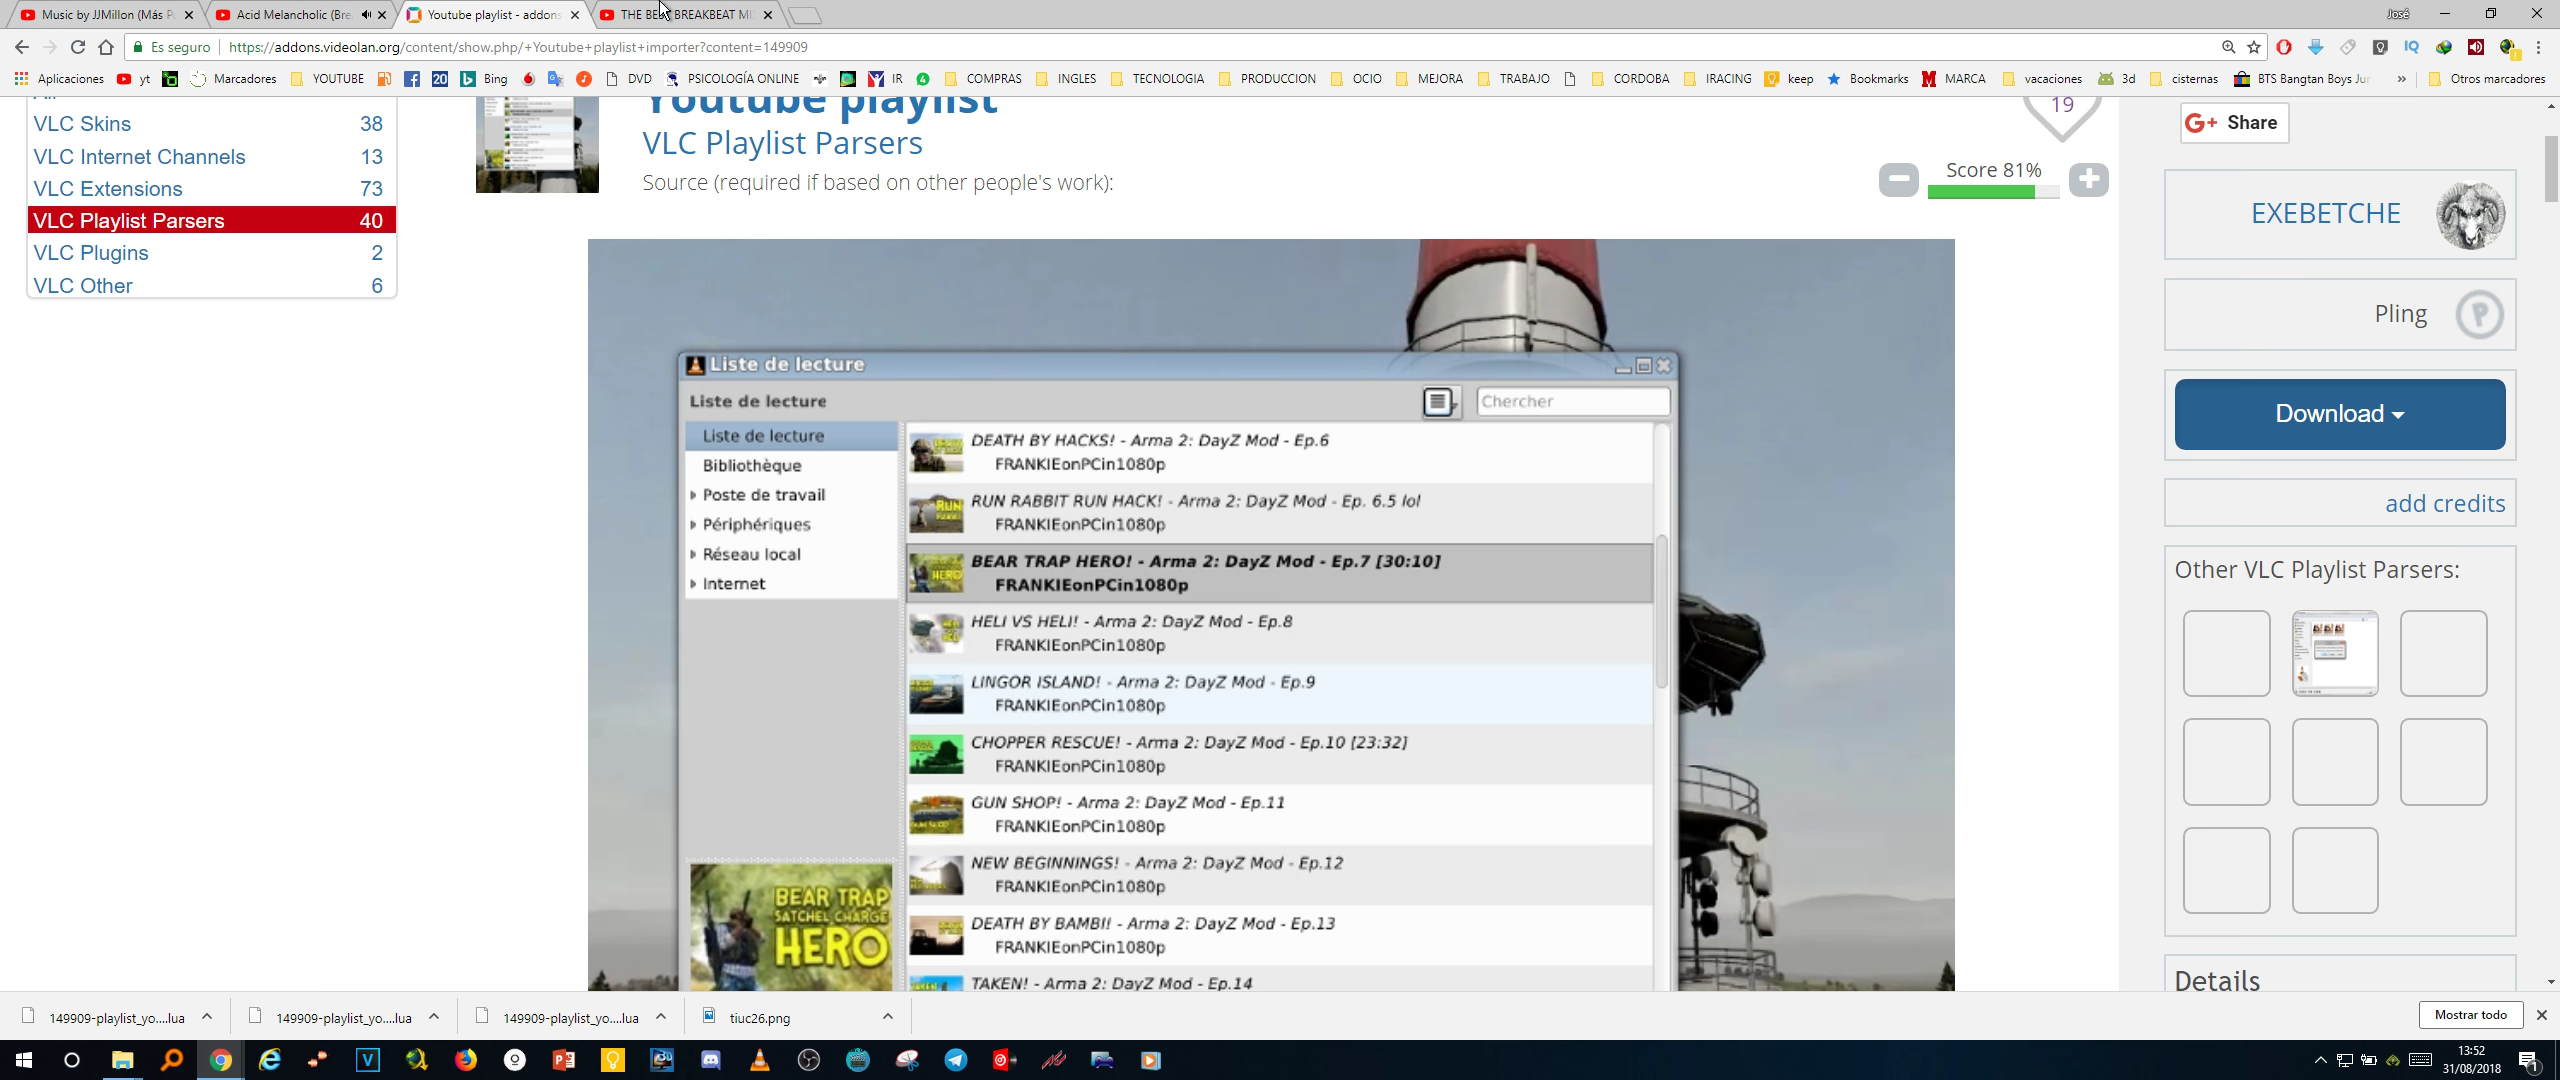 Music by JJMillon (Más P
Acid Melancholic (Bre
Youtube playlist - addons
THE BE BREAKBEAT MI
José
Es seguro
https://addons.videolan.org/content/show.php/+Youtube+playlist+importer?content=149909
Aplicaciones
yt
Marcadores
YOUTUBE
20
Bing
DVD
PSICOLOGÍA ONLINE
IR
COMPRAS
INGLES
TECNOLOGIA
PRODUCCION
OCIO
MEJORA
TRABAJO
CORDOBA
IRACING
keep
Bookmarks
MARCA
vacaciones
3d
cisternas
BTS Bangtan Boys Jun
»
Otros marcadores
VLC Skins 38
VLC Internet Channels 13
VLC Extensions 73
VLC Playlist Parsers 40
VLC Plugins 2
VLC Other 6
Youtube playlist
VLC Playlist Parsers
Source (required if based on other people's work):
19
Score 81%
Liste de lecture
Liste de lecture
Chercher
Liste de lecture
Bibliothèque
Poste de travail
Périphériques
Réseau local
Internet
DEATH BY HACKS! - Arma 2: DayZ Mod - Ep.6
FRANKIEonPCin1080p
RUN RABBIT RUN HACK! - Arma 2: DayZ Mod - Ep. 6.5 lol
FRANKIEonPCin1080p
BEAR TRAP HERO! - Arma 2: DayZ Mod - Ep.7 [30:10]
FRANKIEonPCin1080p
HELI VS HELI! - Arma 2: DayZ Mod - Ep.8
FRANKIEonPCin1080p
LINGOR ISLAND! - Arma 2: DayZ Mod - Ep.9
FRANKIEonPCin1080p
CHOPPER RESCUE! - Arma 2: DayZ Mod - Ep.10 [23:32]
FRANKIEonPCin1080p
GUN SHOP! - Arma 2: DayZ Mod - Ep.11
FRANKIEonPCin1080p
NEW BEGINNINGS! - Arma 2: DayZ Mod - Ep.12
FRANKIEonPCin1080p
DEATH BY BAMBI! - Arma 2: DayZ Mod - Ep.13
FRANKIEonPCin1080p
TAKEN! - Arma 2: DayZ Mod - Ep.14
BEAR TRAP
SATCHEL CHARGE
HERO
G+ Share
EXEBETCHE
Pling
Download
add credits
Other VLC Playlist Parsers:
Details
149909-playlist_yo....lua
149909-playlist_yo....lua
149909-playlist_yo....lua
tiuc26.png
Mostrar todo
13:52
31/08/2018